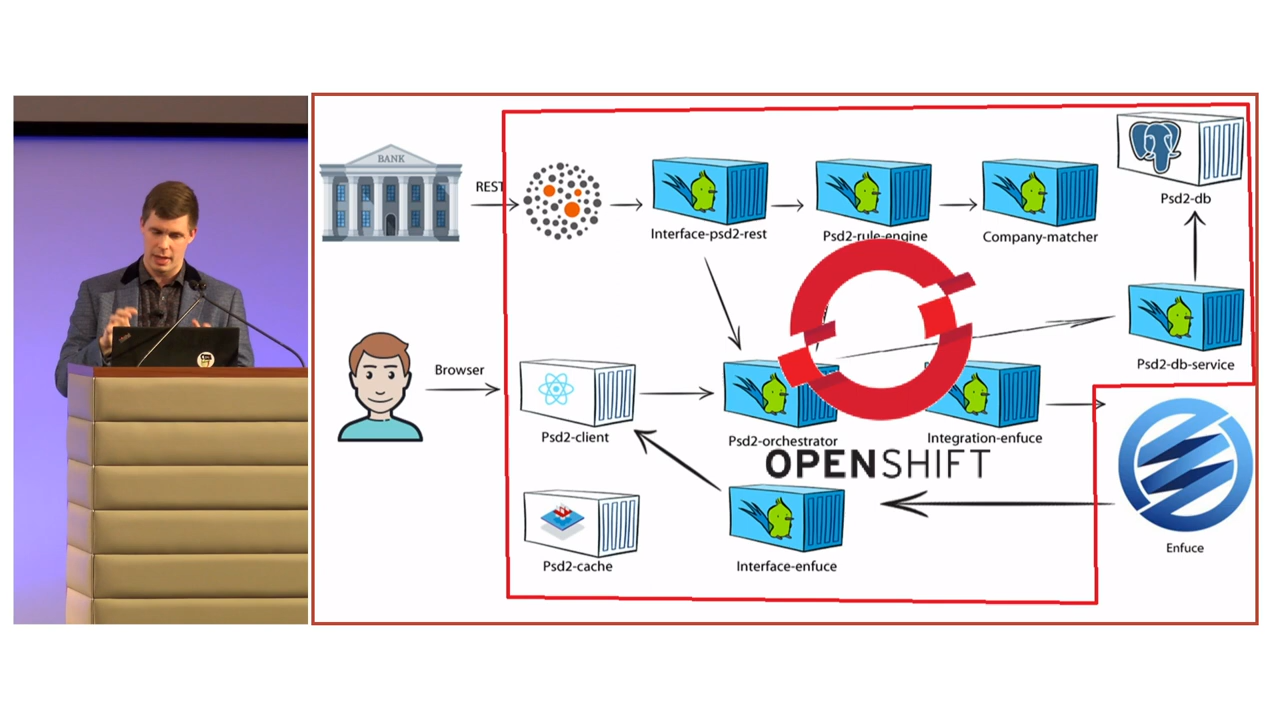 BANK
REST
Interface-psd2-rest
Psd2-rule-engine
Company-matcher
Psd2-db
Psd2-db-service
Browser
Psd2-client
Psd2-orchestrator
Integration-enfuce
OPENSHIFT
Psd2-cache
Interface-enfuce
Enfuce